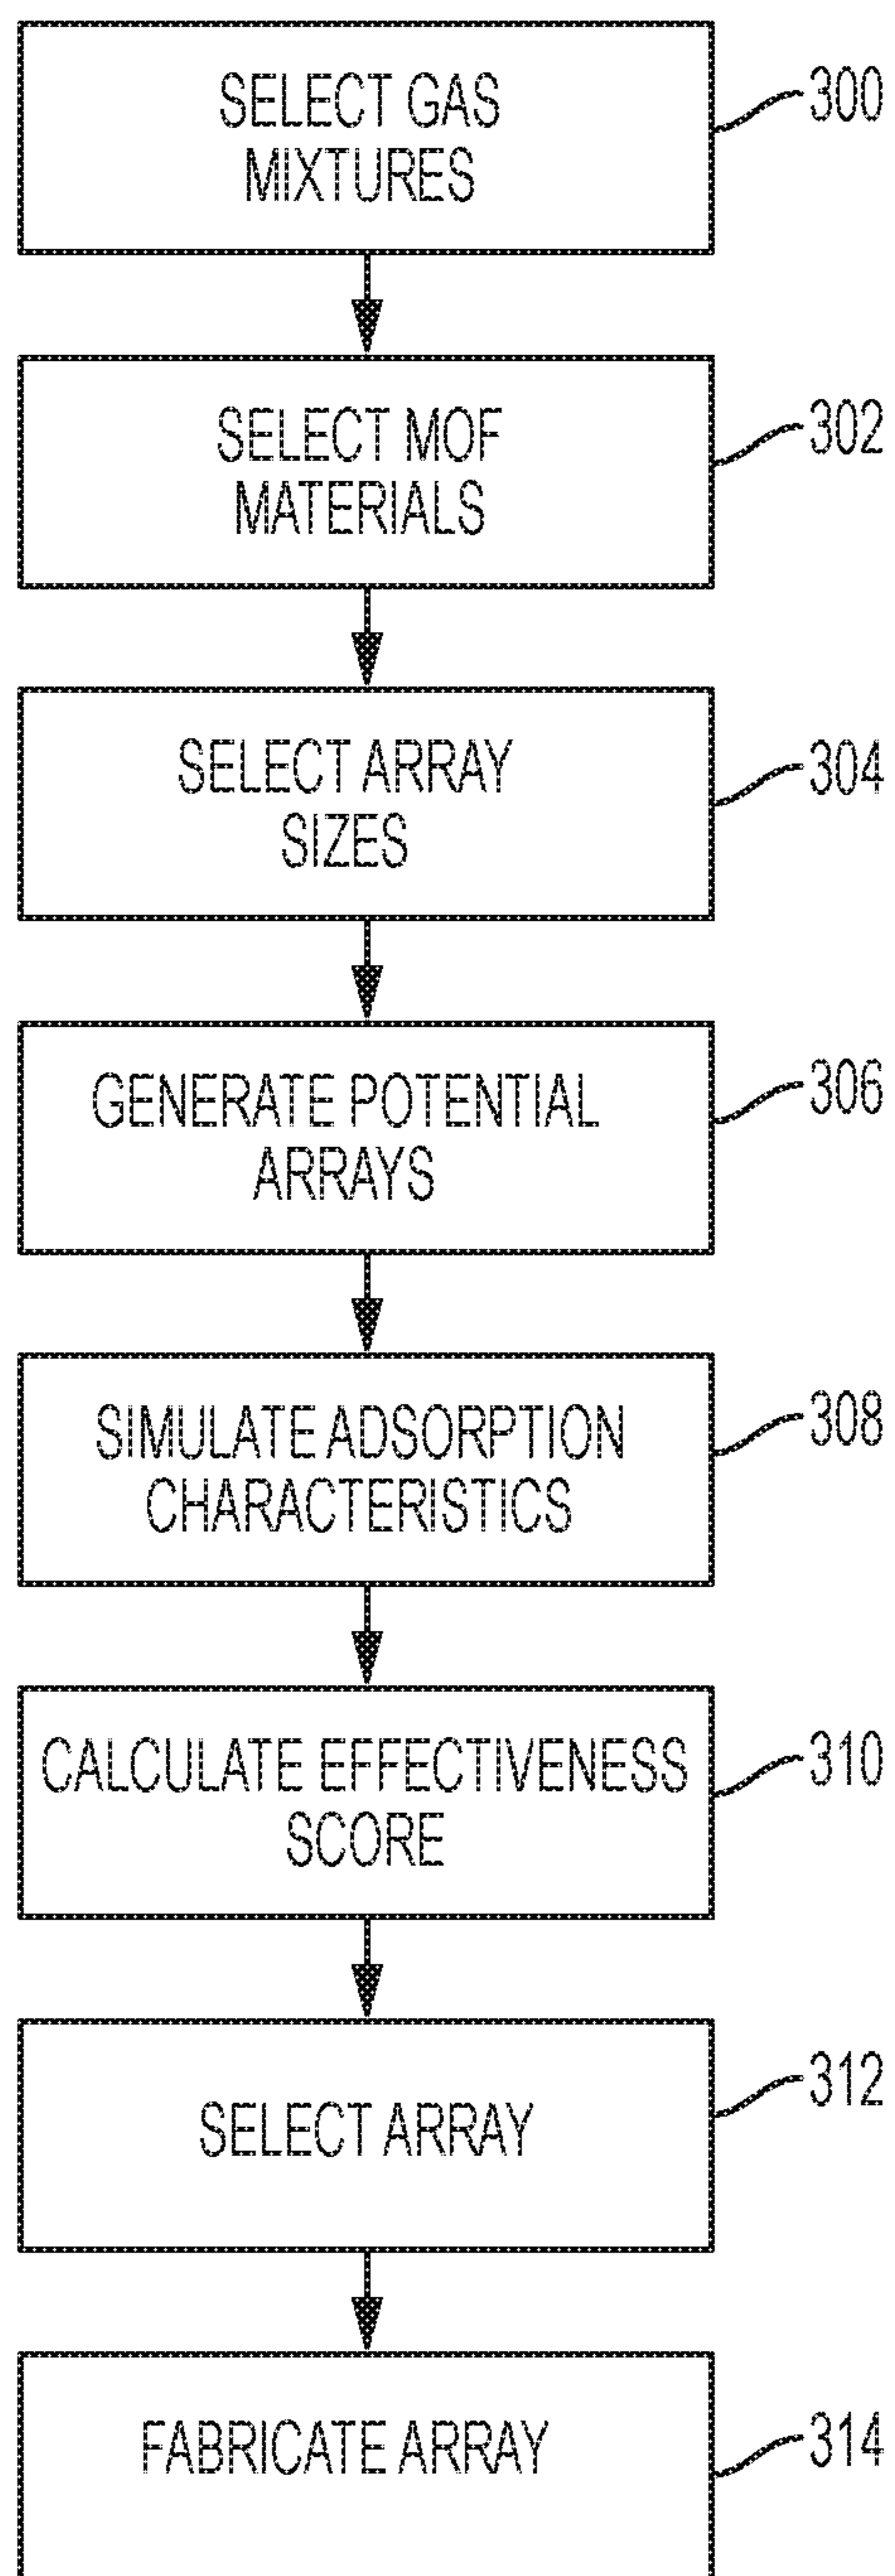 SELECT GAS
MIXTURES
300
SELECT MOF
MATERIALS
302
SELECT ARRAY
SIZES
304
GENERATE POTENTIAL
ARRAYS
306
SIMULATE ADSORPTION
CHARACTERISTICS
308
CALCULATE EFFECTIVENESS
SCORE
310
SELECT ARRAY
312
FABRICATE ARRAY
314